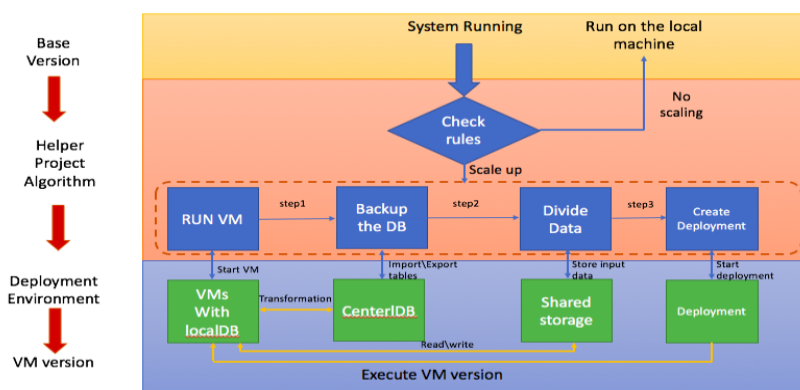 Base
Version
Helper
Project
Algorithm
Deployment
Environment
VM version
System Running
Run on the local
machine
Check
rules
No
scaling
Scale up
RUN VM
step1
Backup
the DB
step2
Divide
Data
step3
Create
Deployment
Start VM
Import\Export
tables
Store input
data
Start
deployment
VMs
With
localDB
Transformation
CenterlDB
Shared
storage
Deployment
Read\write
Execute VM version